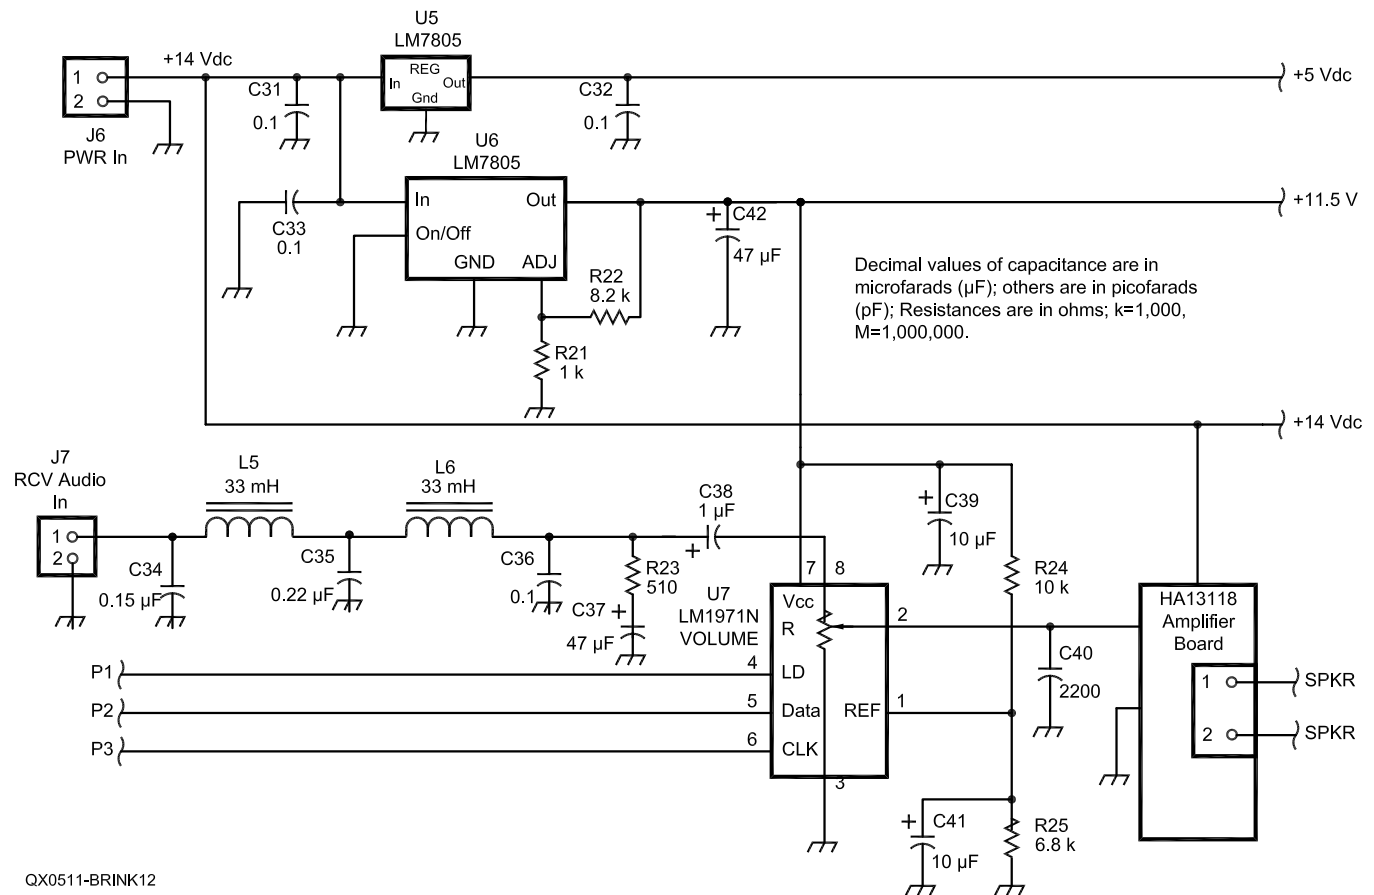 U5
LM7805
+14 Vdc
REG
In
Out
Gnd
1
2
J6
PWR In
C31
0.1
C32
0.1
+5 Vdc
U6
LM7805
In
Out
On/Off
GND
ADJ
C33
0.1
+
C42
47 µF
+11.5 V
R22
8.2 k
R21
1 k
Decimal values of capacitance are in
microfarads (µF); others are in picofarads
(pF); Resistances are in ohms; k=1,000,
M=1,000,000.
+14 Vdc
J7
RCV Audio
In
1
2
L5
33 mH
L6
33 mH
C34
0.15 µF
C35
0.22 µF
C36
0.1
R23
510
C37
+
47 µF
C38
1 µF
+
+
C39
10 µF
R24
10 k
U7
LM1971N
VOLUME
7
8
Vcc
R
2
4
LD
5
Data
REF
1
6
CLK
3
P1
P2
P3
C40
2200
HA13118
Amplifier
Board
1
2
SPKR
SPKR
+
C41
10 µF
R25
6.8 k
QX0511-BRINK12